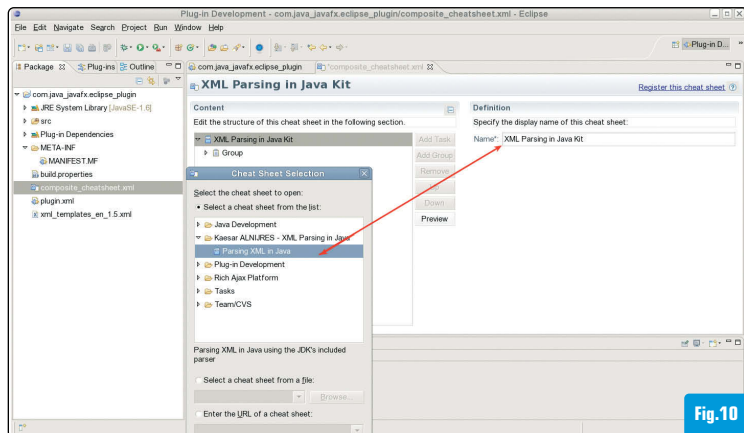 Plug-in Development - com.java_javafx.eclipse_plugin/composite_cheatsheet.xml - Eclipse
File Edit Navigate Search Project Run Window Help
Plug-in D...
Package Plug-ins Outline
com.java_javafx.eclipse_plugin
*composite_cheatsheet.xml
com.java_javafx.eclipse_plugin
JRE System Library [JavaSE-1.6]
src
Plug-in Dependencies
META-INF
MANIFEST.MF
build.properties
composite_cheatsheet.xml
plugin.xml
xml_templates_en_1.5.xml
XML Parsing in Java Kit
Register this cheat sheet
Content
Edit the structure of this cheat sheet in the following section.
XML Parsing in Java Kit
Group
Add Task
Add Group
Remove
Up
Down
Preview
Definition
Specify the display name of this cheat sheet:
Name*: XML Parsing in Java Kit
Cheat Sheet Selection
Select the cheat sheet to open:
Select a cheat sheet from the list:
Java Development
Kaesar ALNIJRES - XML Parsing in Java
Parsing XML in Java
Plug-in Development
Rich Ajax Platform
Tasks
Team/CVS
Parsing XML in Java using the JDK's included
parser
Select a cheat sheet from a file:
Browse...
Enter the URL of a cheat sheet:
Fig.10